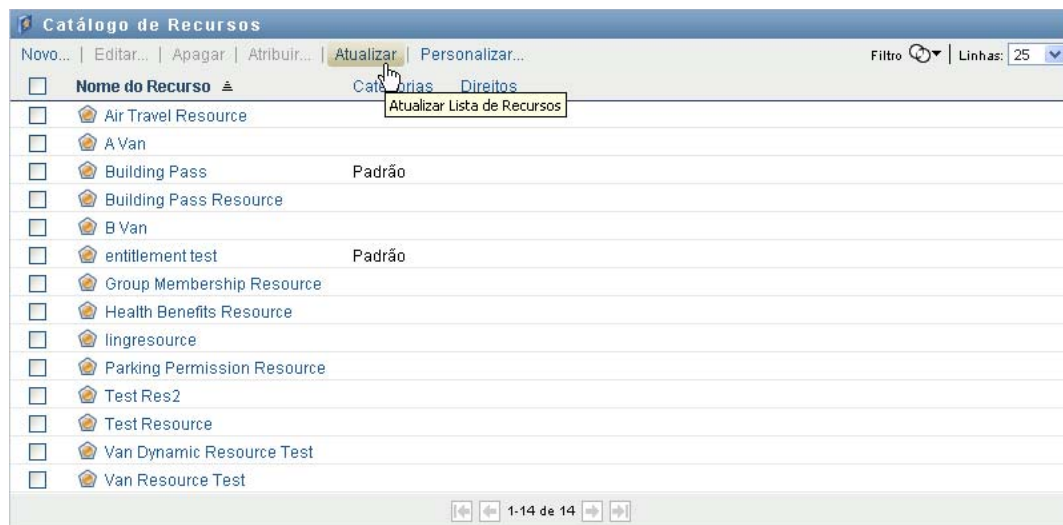 Catálogo de Recursos
Novo... | Editar... | Apagar | Atribuir... | Atualizar | Personalizar... Filtro | Linhas: 25
Nome do Recurso Categorias Direitos
Atualizar Lista de Recursos
Air Travel Resource
A Van
Building Pass Padrão
Building Pass Resource
B Van
entitlement test Padrão
Group Membership Resource
Health Benefits Resource
lingresource
Parking Permission Resource
Test Res2
Test Resource
Van Dynamic Resource Test
Van Resource Test
1-14 de 14